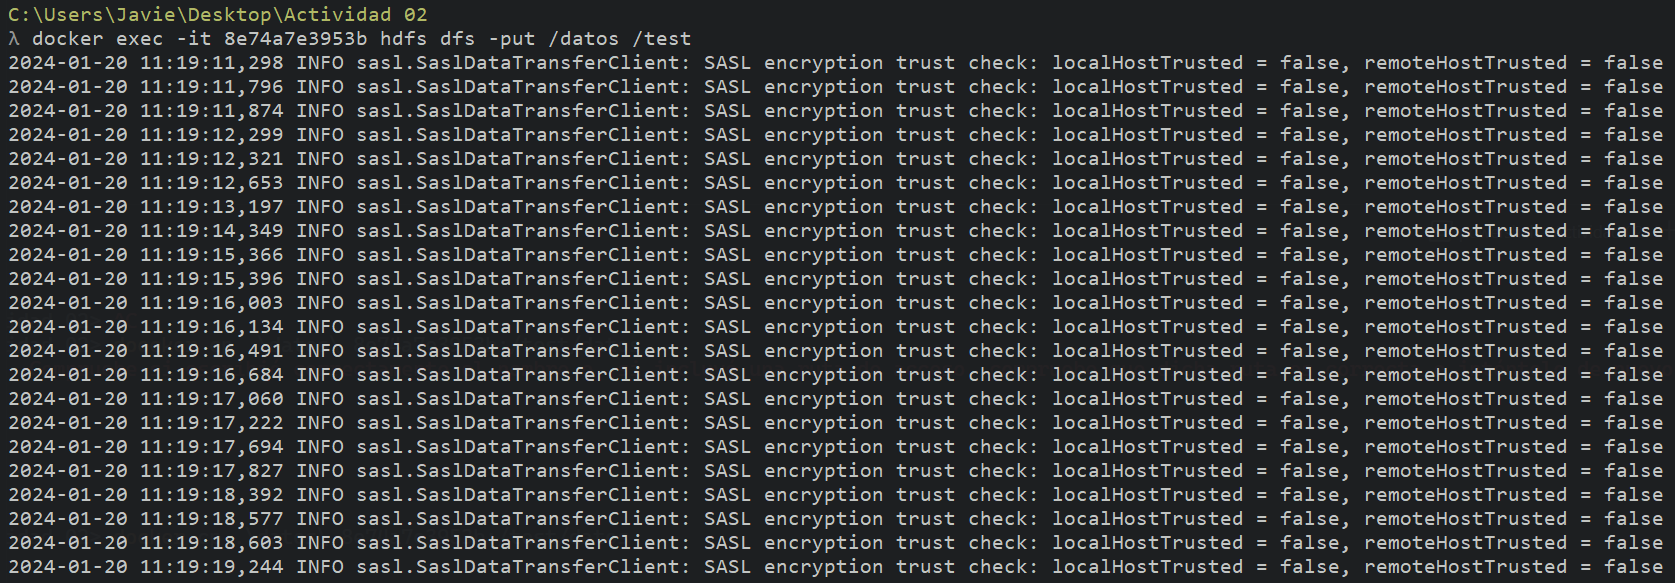 C:\Users\Javie\Desktop\Actividad 02
λ docker exec -it 8e74a7e3953b hdfs dfs -put /datos /test
2024-01-20 11:19:11,298 INFO sasl.SaslDataTransferClient: SASL encryption trust check: localHostTrusted = false, remoteHostTrusted = false
2024-01-20 11:19:11,796 INFO sasl.SaslDataTransferClient: SASL encryption trust check: localHostTrusted = false, remoteHostTrusted = false
2024-01-20 11:19:11,874 INFO sasl.SaslDataTransferClient: SASL encryption trust check: localHostTrusted = false, remoteHostTrusted = false
2024-01-20 11:19:12,299 INFO sasl.SaslDataTransferClient: SASL encryption trust check: localHostTrusted = false, remoteHostTrusted = false
2024-01-20 11:19:12,321 INFO sasl.SaslDataTransferClient: SASL encryption trust check: localHostTrusted = false, remoteHostTrusted = false
2024-01-20 11:19:12,653 INFO sasl.SaslDataTransferClient: SASL encryption trust check: localHostTrusted = false, remoteHostTrusted = false
2024-01-20 11:19:13,197 INFO sasl.SaslDataTransferClient: SASL encryption trust check: localHostTrusted = false, remoteHostTrusted = false
2024-01-20 11:19:14,349 INFO sasl.SaslDataTransferClient: SASL encryption trust check: localHostTrusted = false, remoteHostTrusted = false
2024-01-20 11:19:15,366 INFO sasl.SaslDataTransferClient: SASL encryption trust check: localHostTrusted = false, remoteHostTrusted = false
2024-01-20 11:19:15,396 INFO sasl.SaslDataTransferClient: SASL encryption trust check: localHostTrusted = false, remoteHostTrusted = false
2024-01-20 11:19:16,003 INFO sasl.SaslDataTransferClient: SASL encryption trust check: localHostTrusted = false, remoteHostTrusted = false
2024-01-20 11:19:16,134 INFO sasl.SaslDataTransferClient: SASL encryption trust check: localHostTrusted = false, remoteHostTrusted = false
2024-01-20 11:19:16,491 INFO sasl.SaslDataTransferClient: SASL encryption trust check: localHostTrusted = false, remoteHostTrusted = false
2024-01-20 11:19:16,684 INFO sasl.SaslDataTransferClient: SASL encryption trust check: localHostTrusted = false, remoteHostTrusted = false
2024-01-20 11:19:17,060 INFO sasl.SaslDataTransferClient: SASL encryption trust check: localHostTrusted = false, remoteHostTrusted = false
2024-01-20 11:19:17,222 INFO sasl.SaslDataTransferClient: SASL encryption trust check: localHostTrusted = false, remoteHostTrusted = false
2024-01-20 11:19:17,694 INFO sasl.SaslDataTransferClient: SASL encryption trust check: localHostTrusted = false, remoteHostTrusted = false
2024-01-20 11:19:17,827 INFO sasl.SaslDataTransferClient: SASL encryption trust check: localHostTrusted = false, remoteHostTrusted = false
2024-01-20 11:19:18,392 INFO sasl.SaslDataTransferClient: SASL encryption trust check: localHostTrusted = false, remoteHostTrusted = false
2024-01-20 11:19:18,577 INFO sasl.SaslDataTransferClient: SASL encryption trust check: localHostTrusted = false, remoteHostTrusted = false
2024-01-20 11:19:18,603 INFO sasl.SaslDataTransferClient: SASL encryption trust check: localHostTrusted = false, remoteHostTrusted = false
2024-01-20 11:19:19,244 INFO sasl.SaslDataTransferClient: SASL encryption trust check: localHostTrusted = false, remoteHostTrusted = false